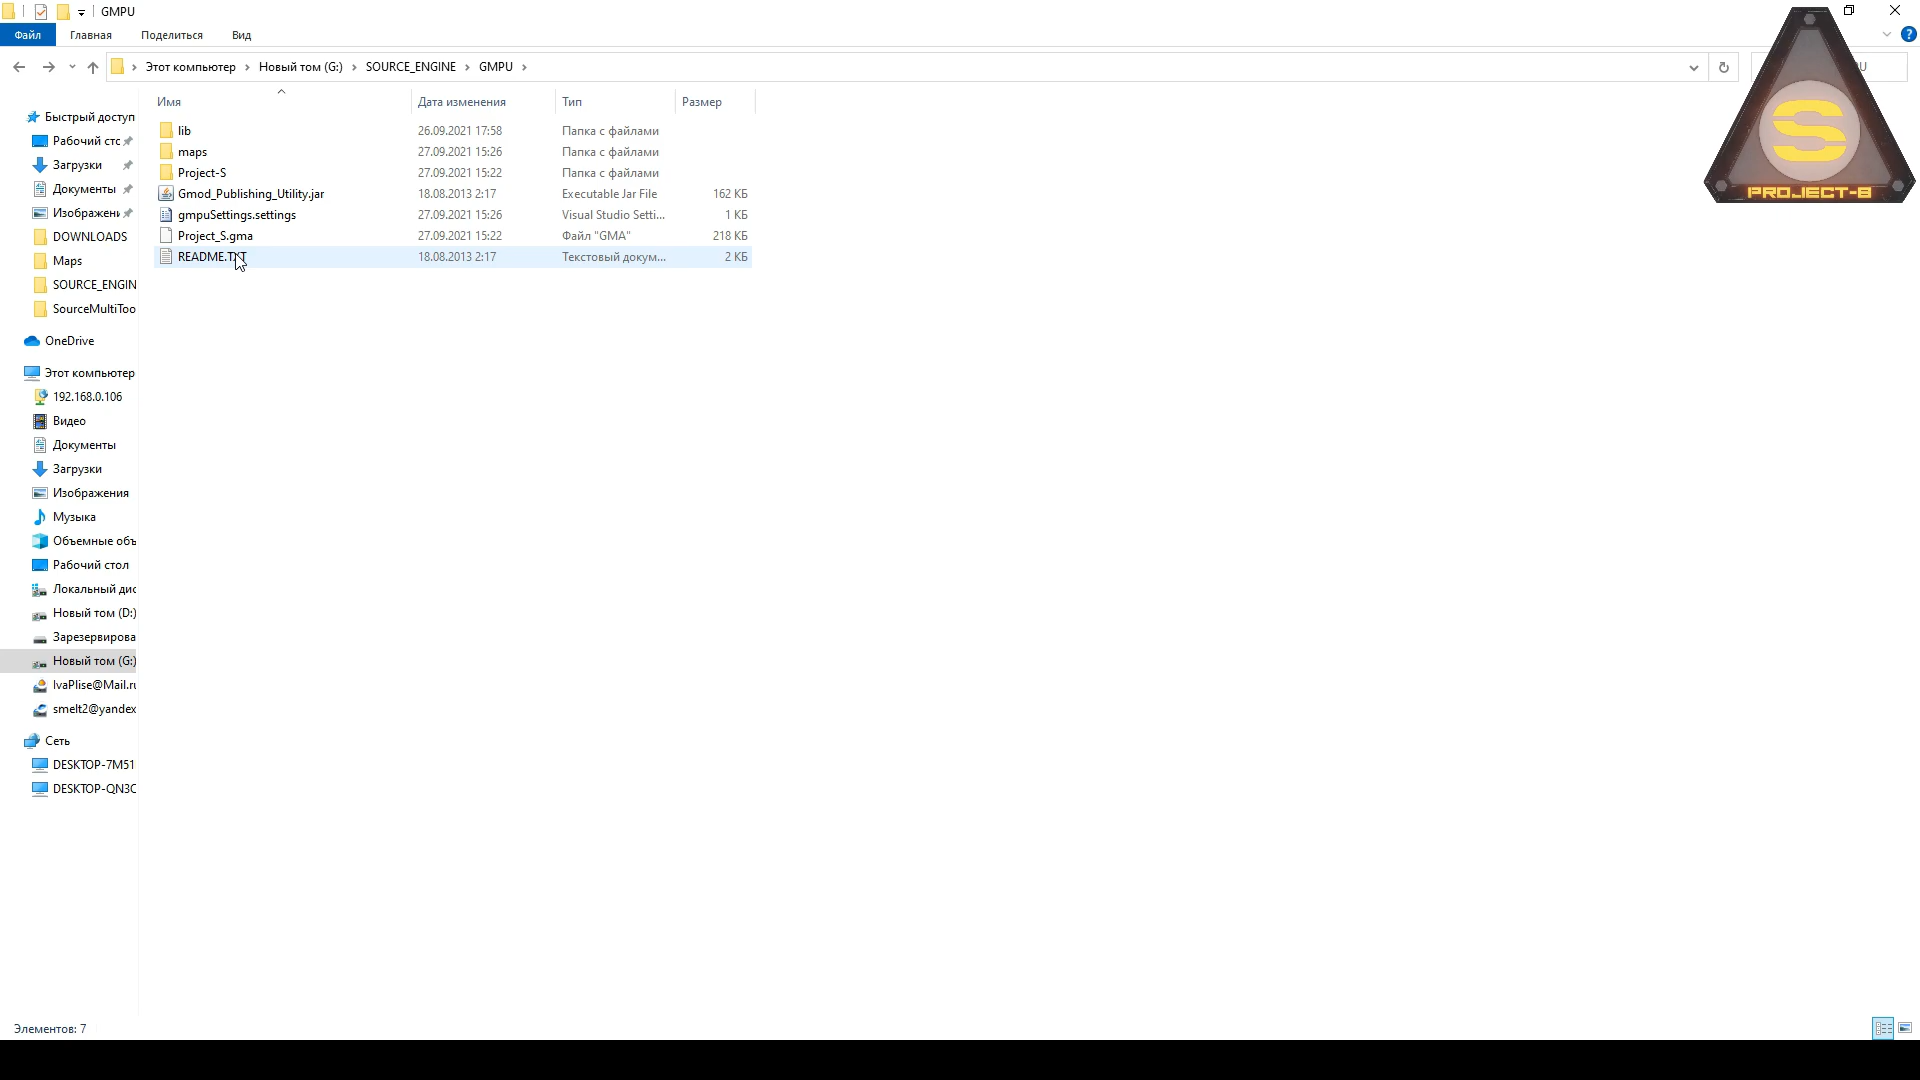 GMPU
Файл Главная Поделиться Вид
Этот компьютер Новый том (G:) SOURCE_ENGINE GMPU
Имя Дата изменения Тип Размер
lib 26.09.2021 17:58 Папка с файлами
maps 27.09.2021 15:26 Папка с файлами
Project-S 27.09.2021 15:22 Папка с файлами
Gmod_Publishing_Utility.jar 18.08.2013 2:17 Executable Jar File 162 КБ
gmpuSettings.settings 27.09.2021 15:26 Visual Studio Setti... 1 КБ
Project_S.gma 27.09.2021 15:22 Файл "GMA" 218 КБ
README.TXT 18.08.2013 2:17 Текстовый докум... 2 КБ
Быстрый доступ
Рабочий сто
Загрузки
Документы
Изображени
DOWNLOADS
Maps
SOURCE_ENGIN
SourceMultiToo
OneDrive
Этот компьютер
192.168.0.106
Видео
Документы
Загрузки
Изображения
Музыка
Объемные объ
Рабочий стол
Локальный дис
Новый том (D:)
Зарезервирова
Новый том (G:)
IvaPlise@Mail.ru
smelt2@yandex
Сеть
DESKTOP-7M51
DESKTOP-QN3C
Элементов: 7
S
PROJECT-S